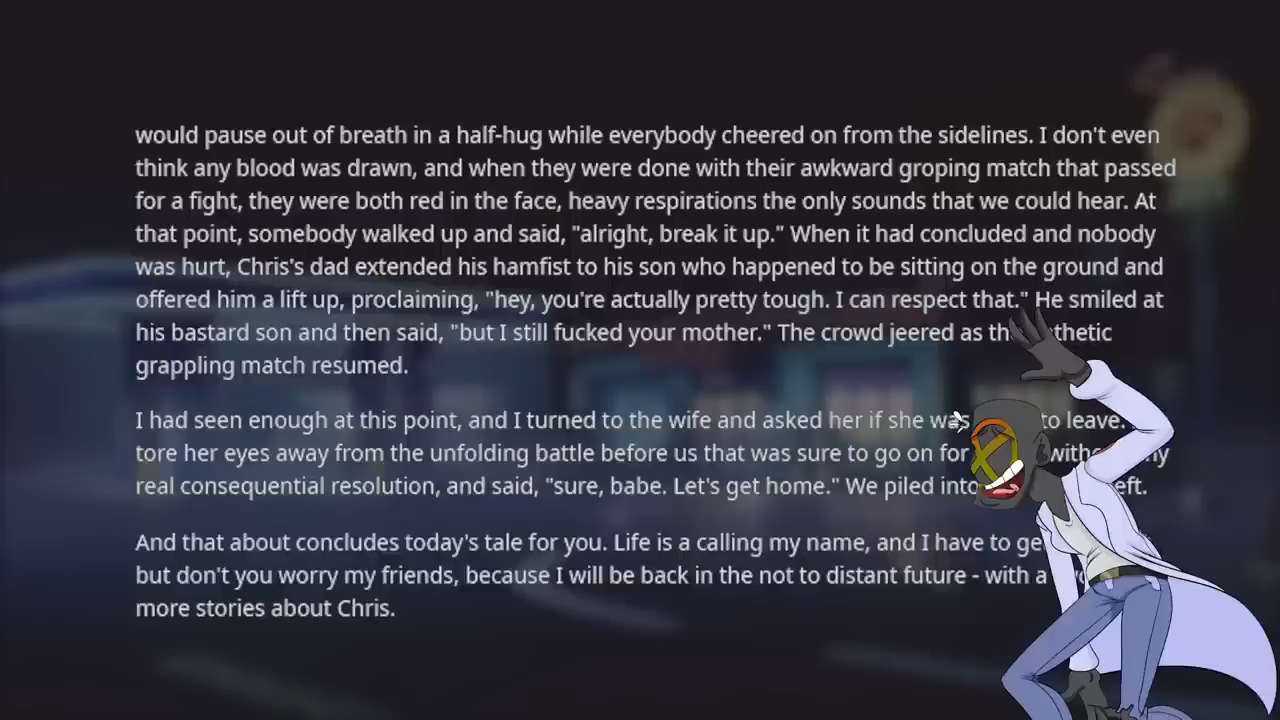 would pause out of breath in a half-hug while everybody cheered on from the sidelines. I don't even
think any blood was drawn, and when they were done with their awkward groping match that passed
for a fight, they were both red in the face, heavy respirations the only sounds that we could hear. At
that point, somebody walked up and said, "alright, break it up." When it had concluded and nobody
was hurt, Chris's dad extended his hamfist to his son who happened to be sitting on the ground and
offered him a lift up, proclaiming, "hey, you're actually pretty tough. I can respect that." He smiled at
his bastard son and then said, "but I still fucked your mother." The crowd jeered as
grappling match resumed.
I had seen enough at this point, and I turned to the wife and asked her if she was to leave.
tore her eyes away from the unfolding battle before us that was sure to go on for
real consequential resolution, and said, "sure, babe. Let's get home." We piled into
And that about concludes today's tale for you. Life is a calling my name, and I have to
but don't you worry my friends, because I will be back in the not to distant future - with a
more stories about Chris.